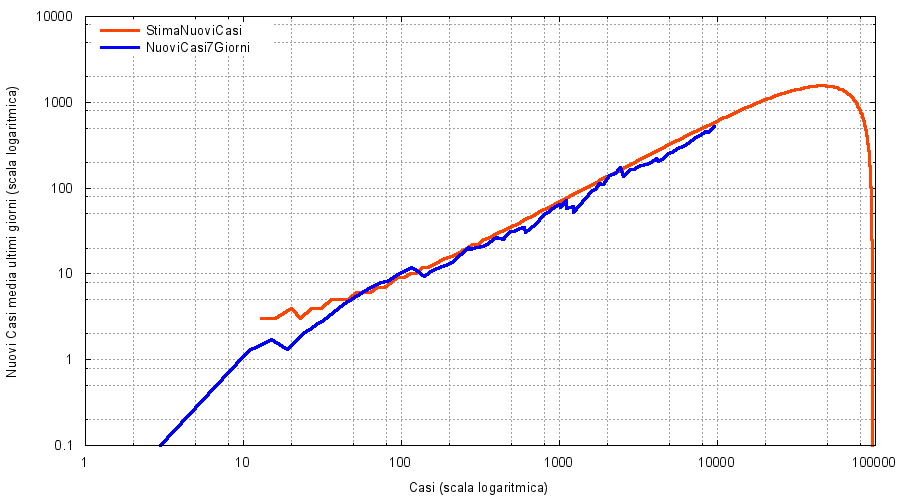 10000
1000
100
10
1
0.1
StimaNuoviCasi
NuoviCasi7Giorni
Nuovi Casi media ultimi giorni (scala logaritmica)
1 10 100 1000 10000 100000
Casi (scala logaritmica)